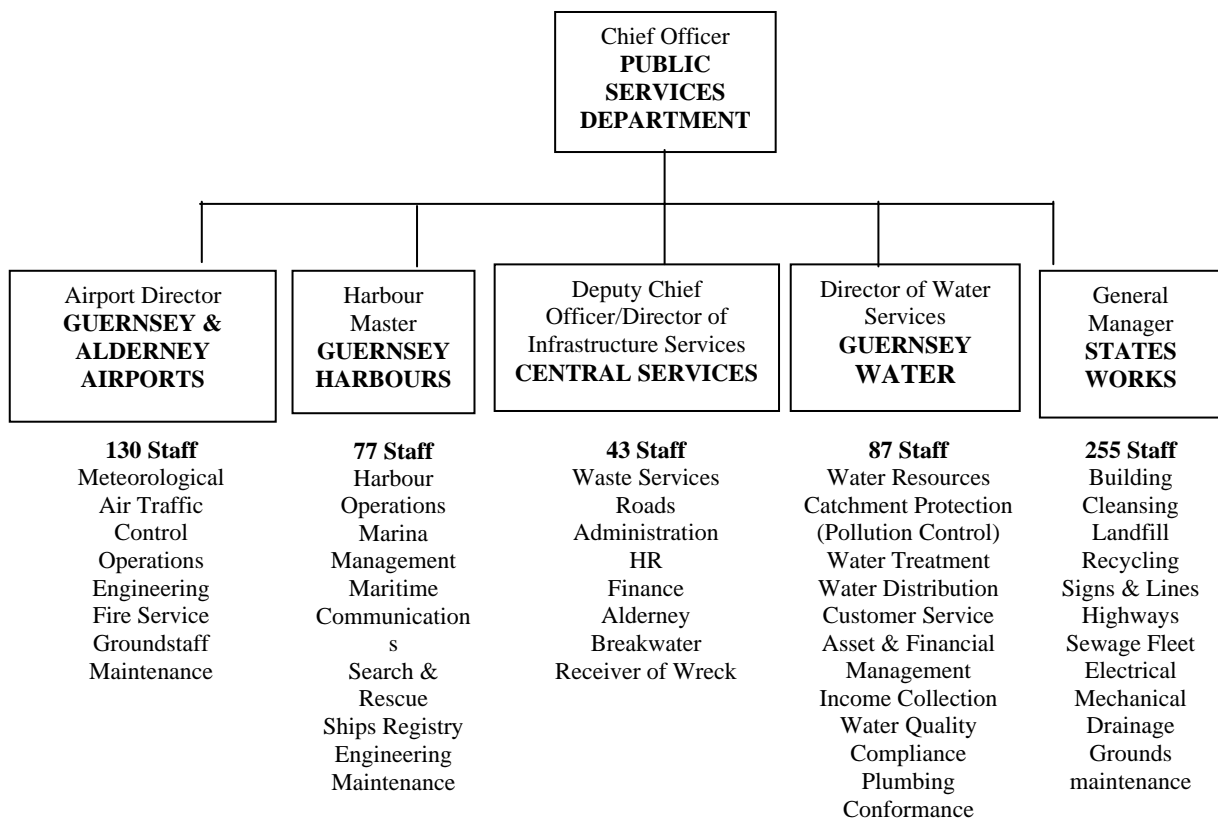 Chief Officer
PUBLIC
SERVICES
DEPARTMENT
Airport Director
GUERNSEY &
ALDERNEY
AIRPORTS
Harbour
Master
GUERNSEY
HARBOURS
Deputy Chief
Officer/Director of
Infrastructure Services
CENTRAL SERVICES
Director of Water
Services
GUERNSEY
WATER
General
Manager
STATES
WORKS
130 Staff
Meteorological
Air Traffic
Control
Operations
Engineering
Fire Service
Groundstaff
Maintenance
77 Staff
Harbour
Operations
Marina
Management
Maritime
Communication
s
Search &
Rescue
Ships Registry
Engineering
Maintenance
43 Staff
Waste Services
Roads
Administration
HR
Finance
Alderney
Breakwater
Receiver of Wreck
87 Staff
Water Resources
Catchment Protection
(Pollution Control)
Water Treatment
Water Distribution
Customer Service
Asset & Financial
Management
Income Collection
Water Quality
Compliance
Plumbing
Conformance
255 Staff
Building
Cleansing
Landfill
Recycling
Signs & Lines
Highways
Sewage Fleet
Electrical
Mechanical
Drainage
Grounds
maintenance